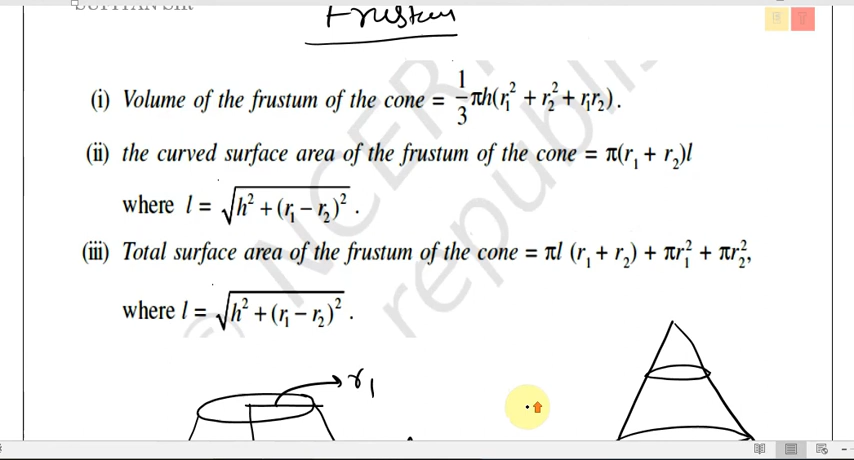 Frustum
(i) Volume of the frustum of the cone = 1/3 πh(r₁² + r₂² + r₁r₂).
(ii) the curved surface area of the frustum of the cone = π(r₁ + r₂)l
where l = √(h² + (r₁ − r₂)²) .
(iii) Total surface area of the frustum of the cone = πl (r₁ + r₂) + πr₁² + πr₂²,
where l = √(h² + (r₁ − r₂)²) .
r₁
© NCERT
republi